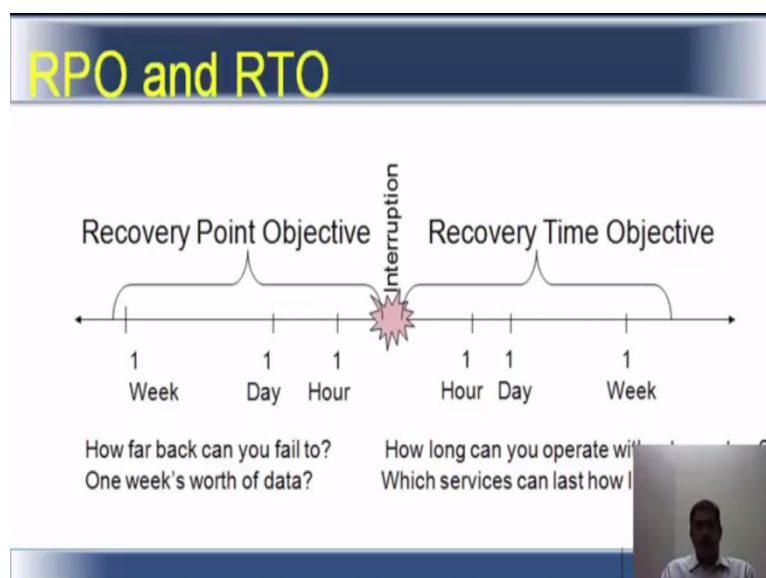 RPO and RTO
Interruption
Recovery Point Objective
Recovery Time Objective
1 1 1 1 1 1
Week Day Hour Hour Day Week
How far back can you fail to?
One week's worth of data?
How long can you operate
Which services can last how